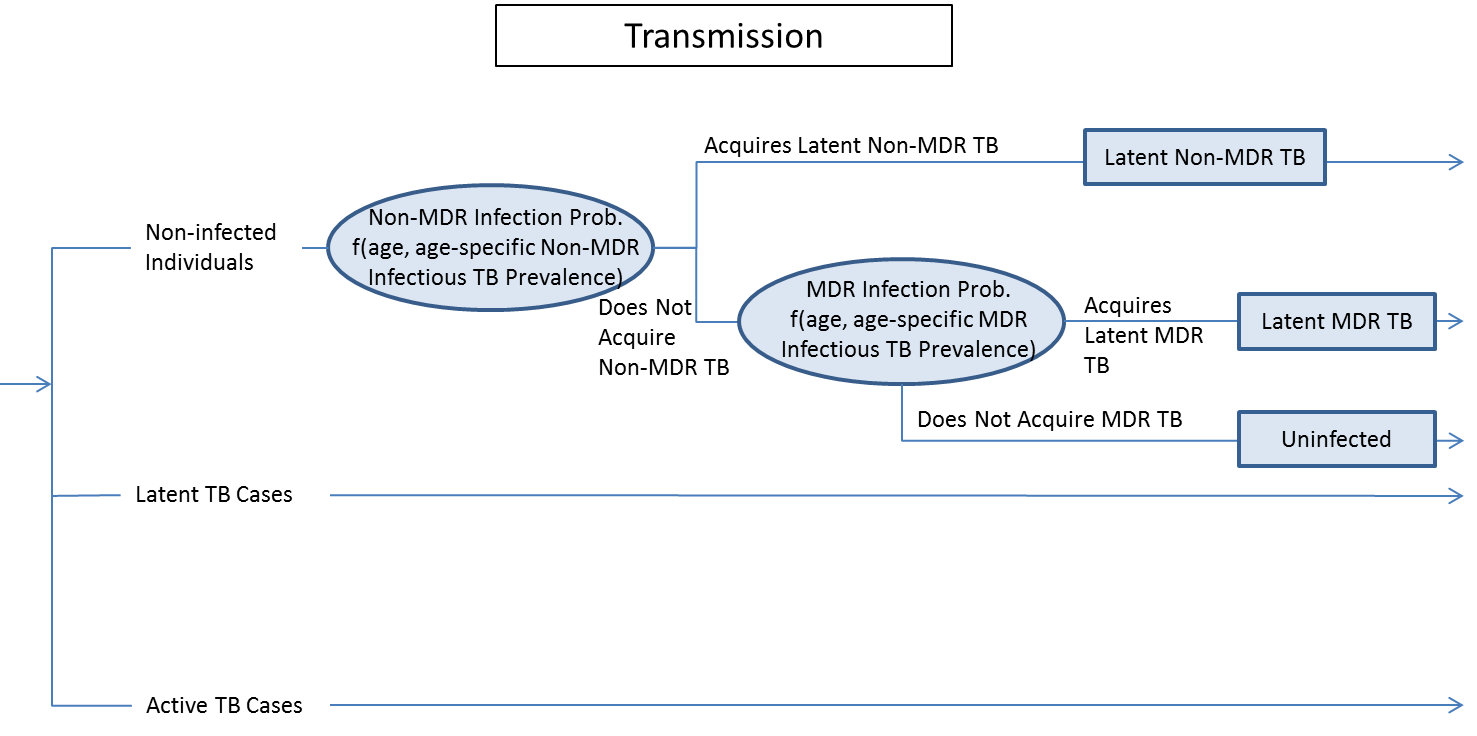 Transmission
Acquires Latent Non-MDR TB
Latent Non-MDR TB
Non-infected
Individuals
Non-MDR Infection Prob.
f(age, age-specific Non-MDR
Infectious TB Prevalence)
Does Not
Acquire
Non-MDR TB
MDR Infection Prob.
f(age, age-specific MDR
Infectious TB Prevalence)
Acquires
Latent MDR
TB
Latent MDR TB
Does Not Acquire MDR TB
Uninfected
Latent TB Cases
Active TB Cases